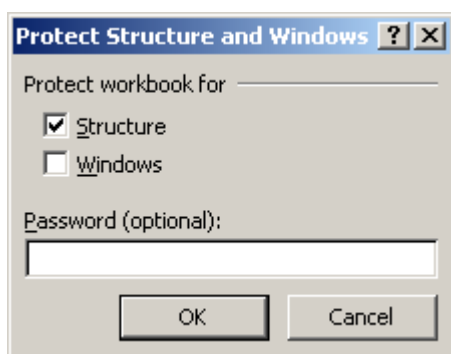 Protect Structure and Windows ? X
Protect workbook for
Structure
Windows
Password (optional):
OK Cancel